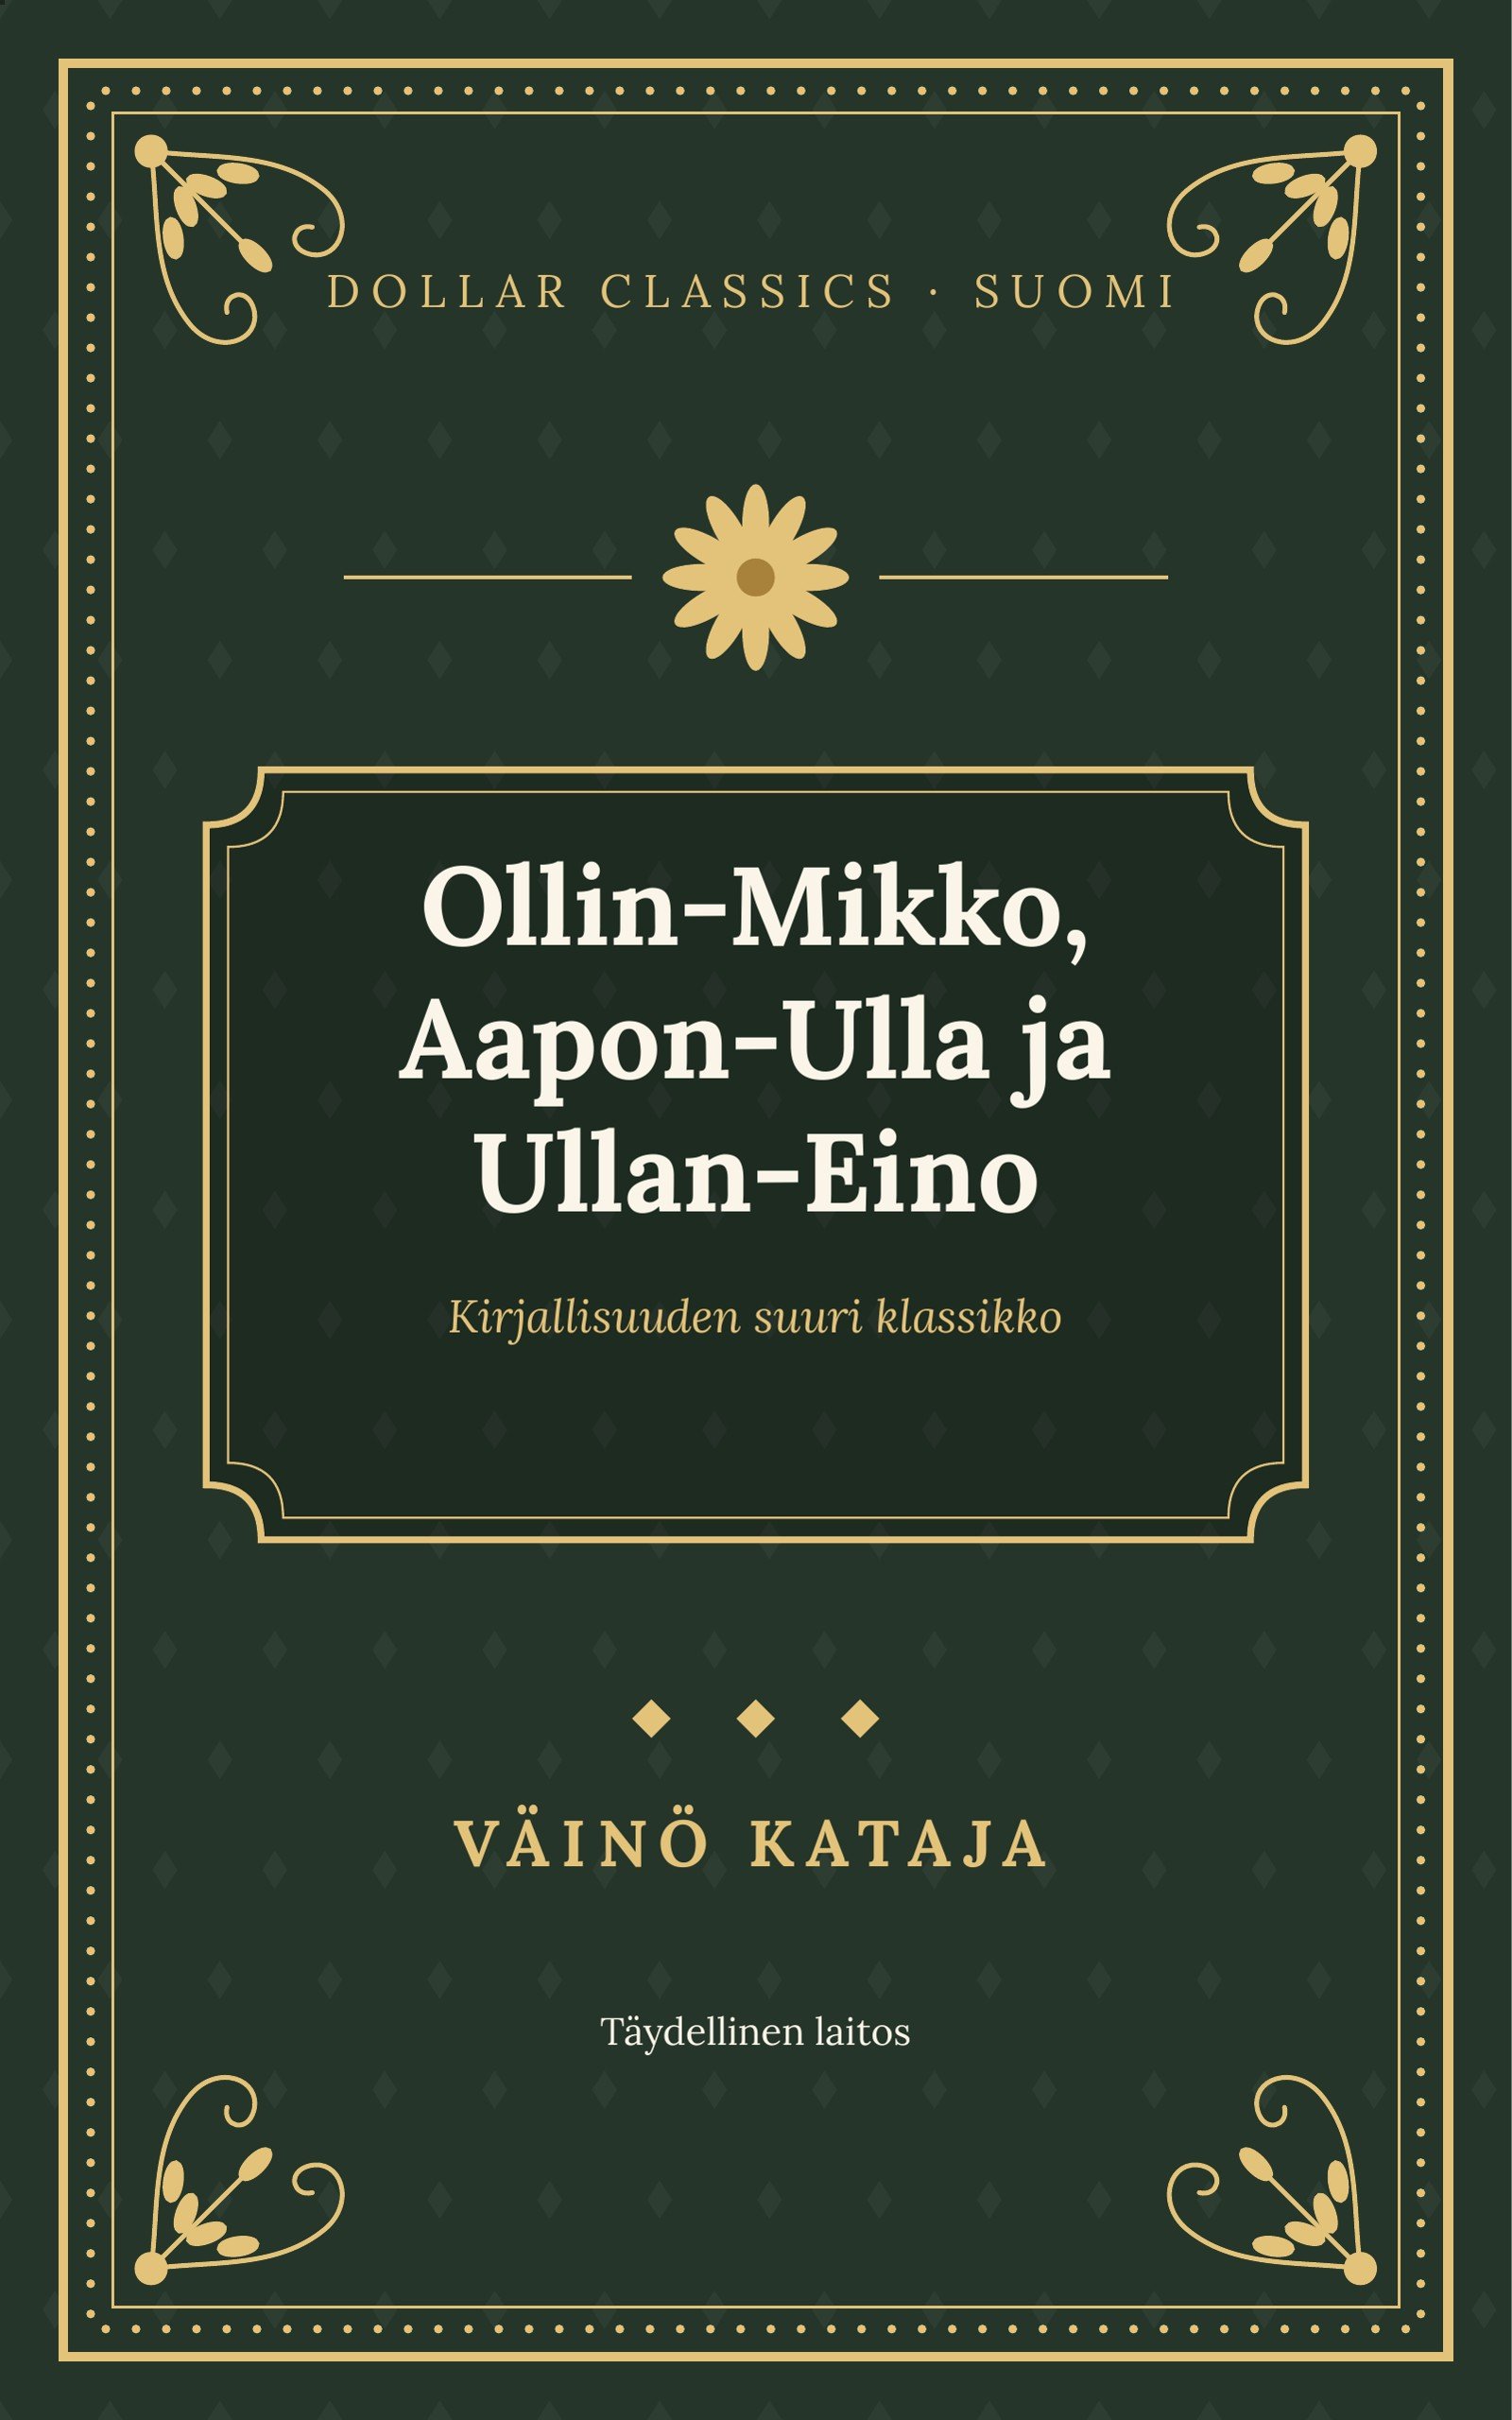 DOLLAR CLASSICS · SUOMI
Ollin-Mikko,
Aapon-Ulla ja
Ullan-Eino
Kirjallisuuden suuri klassikko
VÄINÖ KATAJA
Täydellinen laitos